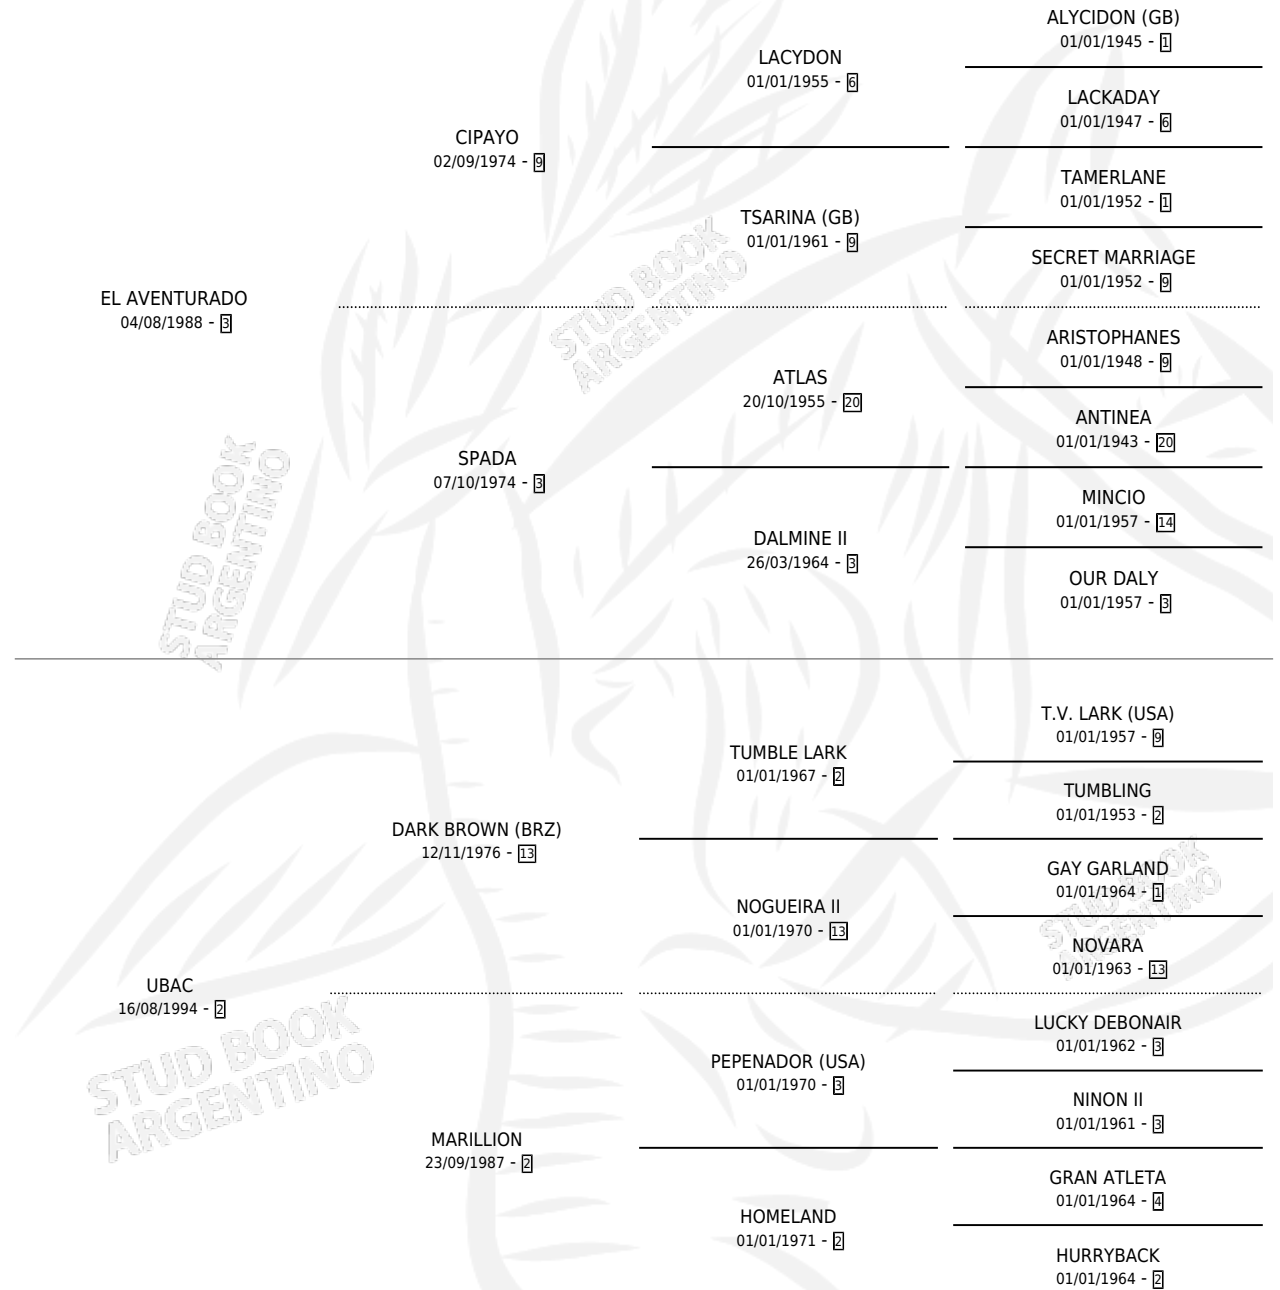 ALYCIDON (GB)
01/01/1945 - 1
LACYDON
01/01/1955 - 6
LACKADAY
01/01/1947 - 6
CIPAYO
02/09/1974 - 9
TAMERLANE
01/01/1952 - 1
TSARINA (GB)
01/01/1961 - 9
SECRET MARRIAGE
01/01/1952 - 9
STUD BOOK
ARGENTINO
EL AVENTURADO
04/08/1988 - 3
ARISTOPHANES
01/01/1948 - 9
ATLAS
20/10/1955 - 20
ANTINEA
01/01/1943 - 20
SPADA
07/10/1974 - 3
MINCIO
01/01/1957 - 14
DALMINE II
26/03/1964 - 3
OUR DALY
01/01/1957 - 3
STUD BOOK
ARGENTINO
T.V. LARK (USA)
01/01/1957 - 9
TUMBLE LARK
01/01/1967 - 2
TUMBLING
01/01/1953 - 2
DARK BROWN (BRZ)
12/11/1976 - 13
GAY GARLAND
01/01/1964 - 1
NOGUEIRA II
01/01/1970 - 13
NOVARA
01/01/1963 - 13
STUD BOOK
ARGENTINO
UBAC
16/08/1994 - 2
LUCKY DEBONAIR
01/01/1962 - 3
PEPENADOR (USA)
01/01/1970 - 3
NINON II
01/01/1961 - 3
STUD BOOK
ARGENTINO
MARILLION
23/09/1987 - 2
GRAN ATLETA
01/01/1964 - 4
HOMELAND
01/01/1971 - 2
HURRYBACK
01/01/1964 - 2